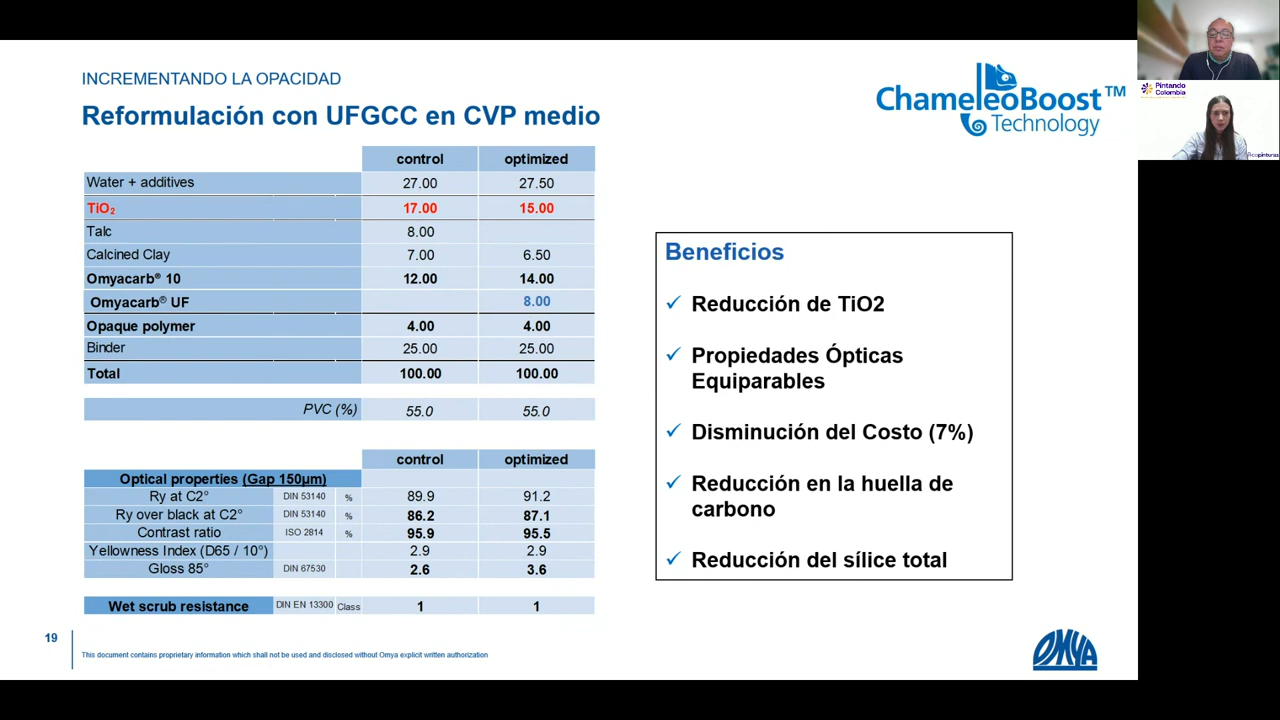 INCREMENTANDO LA OPACIDAD
Reformulación con UFGCC en CVP medio
ChameleoBoost™
Technology
Pintando
Colombia
control optimized
Water + additives 27.00 27.50
TiO₂ 17.00 15.00
Talc 8.00
Calcined Clay 7.00 6.50
Omyacarb® 10 12.00 14.00
Omyacarb® UF 8.00
Opaque polymer 4.00 4.00
Binder 25.00 25.00
Total 100.00 100.00
PVC (%) 55.0 55.0
control optimized
Optical properties (Gap 150µm)
Ry at C2° DIN 53140 % 89.9 91.2
Ry over black at C2° DIN 53140 % 86.2 87.1
Contrast ratio ISO 2814 % 95.9 95.5
Yellowness Index (D65 / 10°) 2.9 2.9
Gloss 85° DIN 67530 2.6 3.6
Wet scrub resistance DIN EN 13300 Class 1 1
Beneficios
✓ Reducción de TiO2
✓ Propiedades Ópticas
Equiparables
✓ Disminución del Costo (7%)
✓ Reducción en la huella de
carbono
✓ Reducción del sílice total
19
This document contains proprietary information which shall not be used and disclosed without Omya explicit written authorization
OMYA